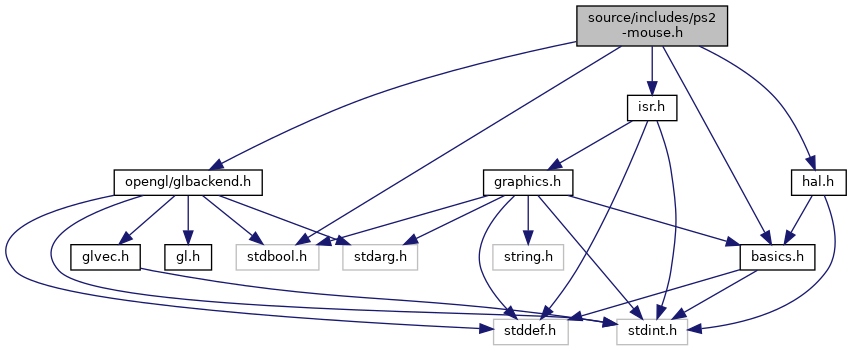 source/includes/ps2
-mouse.h
isr.h
opengl/glbackend.h
graphics.h
hal.h
glvec.h
gl.h
stdbool.h
stdarg.h
string.h
basics.h
stddef.h
stdint.h